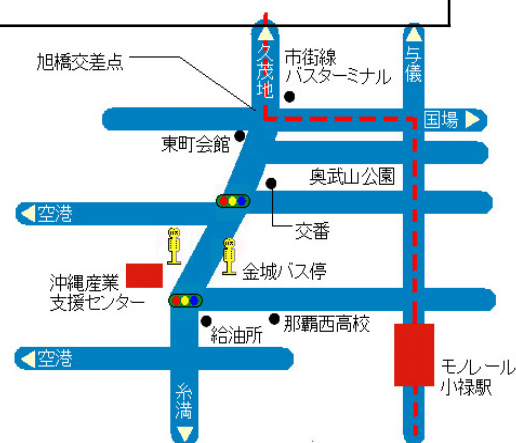 久茂地
与儀
旭橋交差点
市街線
バスターミナル
国場
東町会館
奥武山公園
空港
交番
金城バス停
沖縄産業
支援センター
給油所
那覇西高校
空港
糸満
モノレール
小禄駅